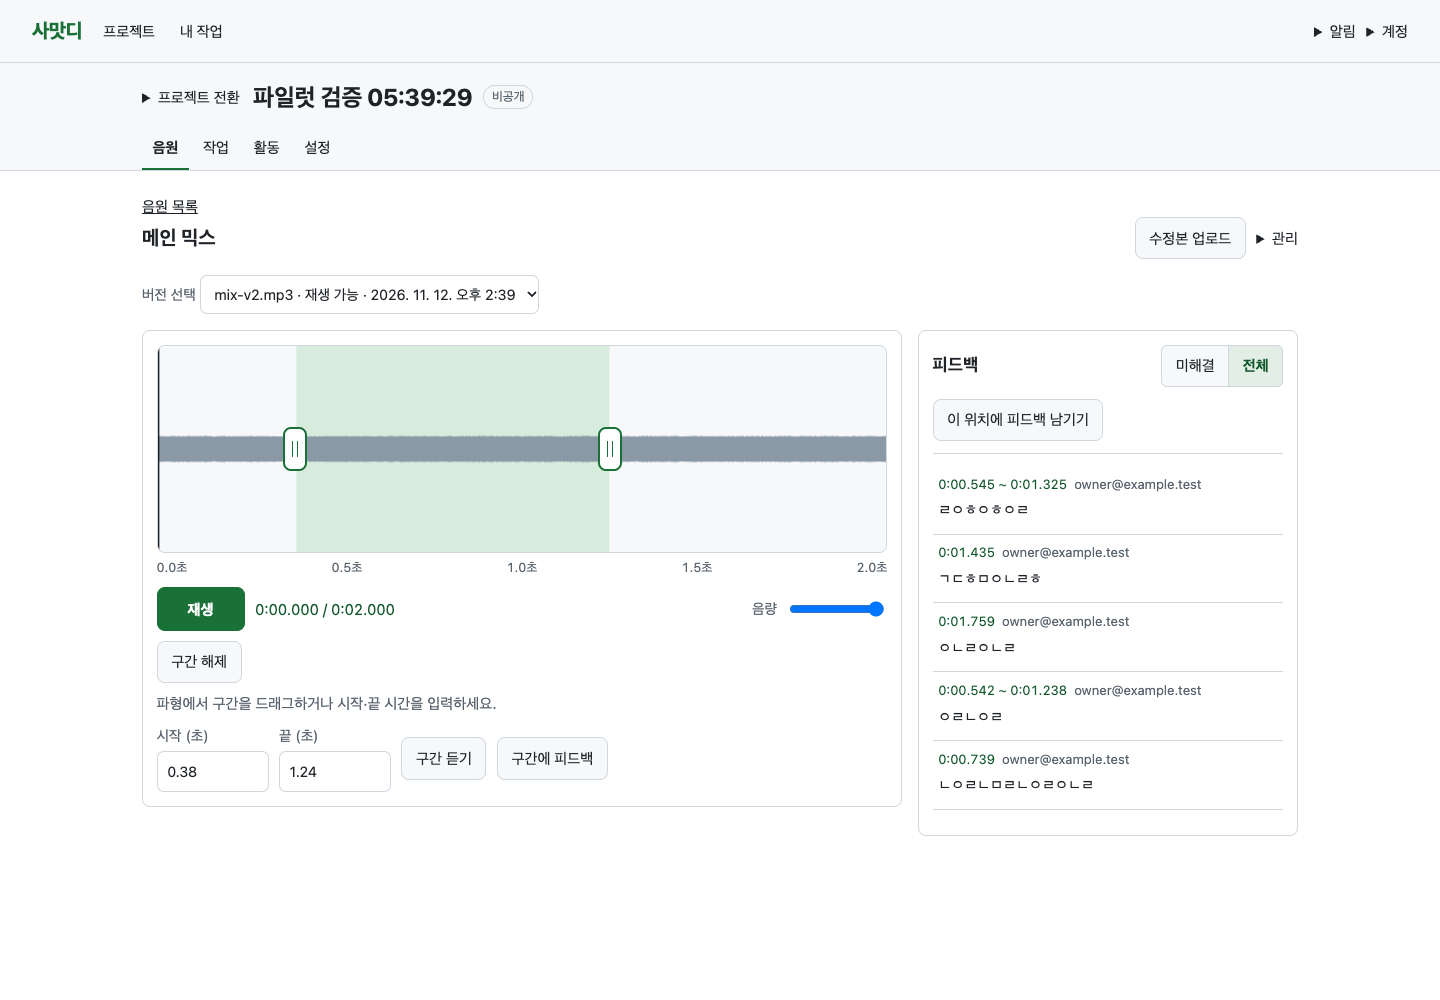 사맛디 프로젝트 내 작업 ▶ 알림 ▶ 계정
▶ 프로젝트 전환 파일럿 검증 05:39:29 비공개
음원 작업 활동 설정
음원 목록
메인 믹스
수정본 업로드 ▶ 관리
버전 선택 mix-v2.mp3 · 재생 가능 · 2026. 11. 12. 오후 2:39
0.0초 0.5초 1.0초 1.5초 2.0초
재생 0:00.000 / 0:02.000 음량
구간 해제
파형에서 구간을 드래그하거나 시작·끝 시간을 입력하세요.
시작 (초) 끝 (초)
0.38 1.24 구간 듣기 구간에 피드백
피드백 미해결 전체
이 위치에 피드백 남기기
0:00.545 ~ 0:01.325 owner@example.test
ㄹㅇㅎㅇㅎㅇㄹ
0:01.435 owner@example.test
ㄱㄷㅎㅁㅇㄴㄹㅎ
0:01.759 owner@example.test
ㅇㄴㄹㅇㄴㄹ
0:00.542 ~ 0:01.238 owner@example.test
ㅇㄹㄴㅇㄹ
0:00.739 owner@example.test
ㄴㅇㄹㄴㅁㄹㄴㅇㄹㅇㄴㄹ